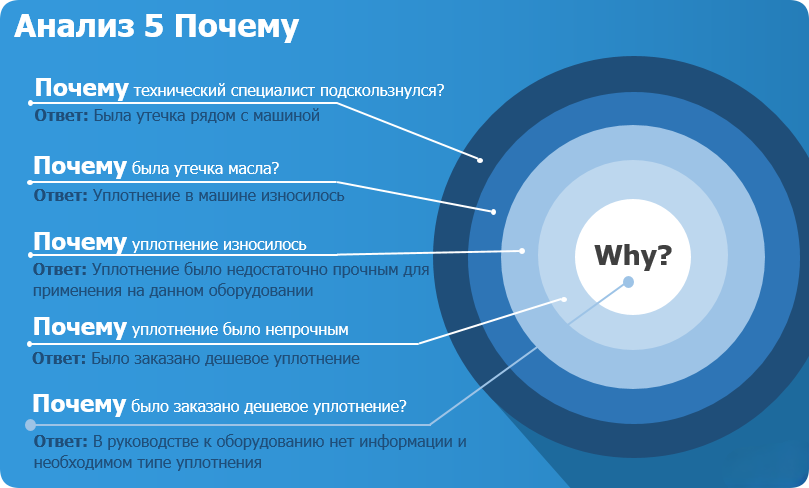 Анализ 5 Почему
Почему технический специалист подскользнулся?
Ответ: Была утечка рядом с машиной
Почему была утечка масла?
Ответ: Уплотнение в машине износилось
Почему уплотнение износилось
Ответ: Уплотнение было недостаточно прочным для
применения на данном оборудовании
Почему уплотнение было непрочным
Ответ: Было заказано дешевое уплотнение
Почему было заказано дешевое уплотнение?
Ответ: В руководстве к оборудованию нет информации и
необходимом типе уплотнения
Why?